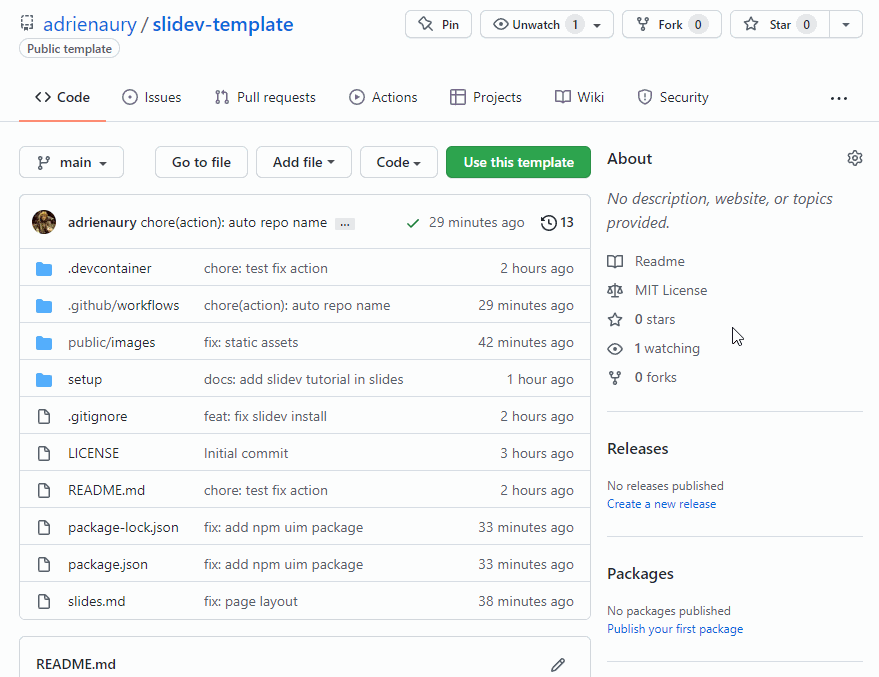 adrienaury / slidev-template
Pin
Unwatch 1
Fork 0
Star 0
Public template
Code
Issues
Pull requests
Actions
Projects
Wiki
Security
...
main
Go to file
Add file
Code
Use this template
adrienaury chore(action): auto repo name ...
29 minutes ago
13
.devcontainer chore: test fix action 2 hours ago
.github/workflows chore(action): auto repo name 29 minutes ago
public/images fix: static assets 42 minutes ago
setup docs: add slidev tutorial in slides 1 hour ago
.gitignore feat: fix slidev install 2 hours ago
LICENSE Initial commit 3 hours ago
README.md chore: test fix action 2 hours ago
package-lock.json fix: add npm uim package 33 minutes ago
package.json fix: add npm uim package 33 minutes ago
slides.md fix: page layout 38 minutes ago
README.md
About
No description, website, or topics
provided.
Readme
MIT License
0 stars
1 watching
0 forks
Releases
No releases published
Create a new release
Packages
No packages published
Publish your first package